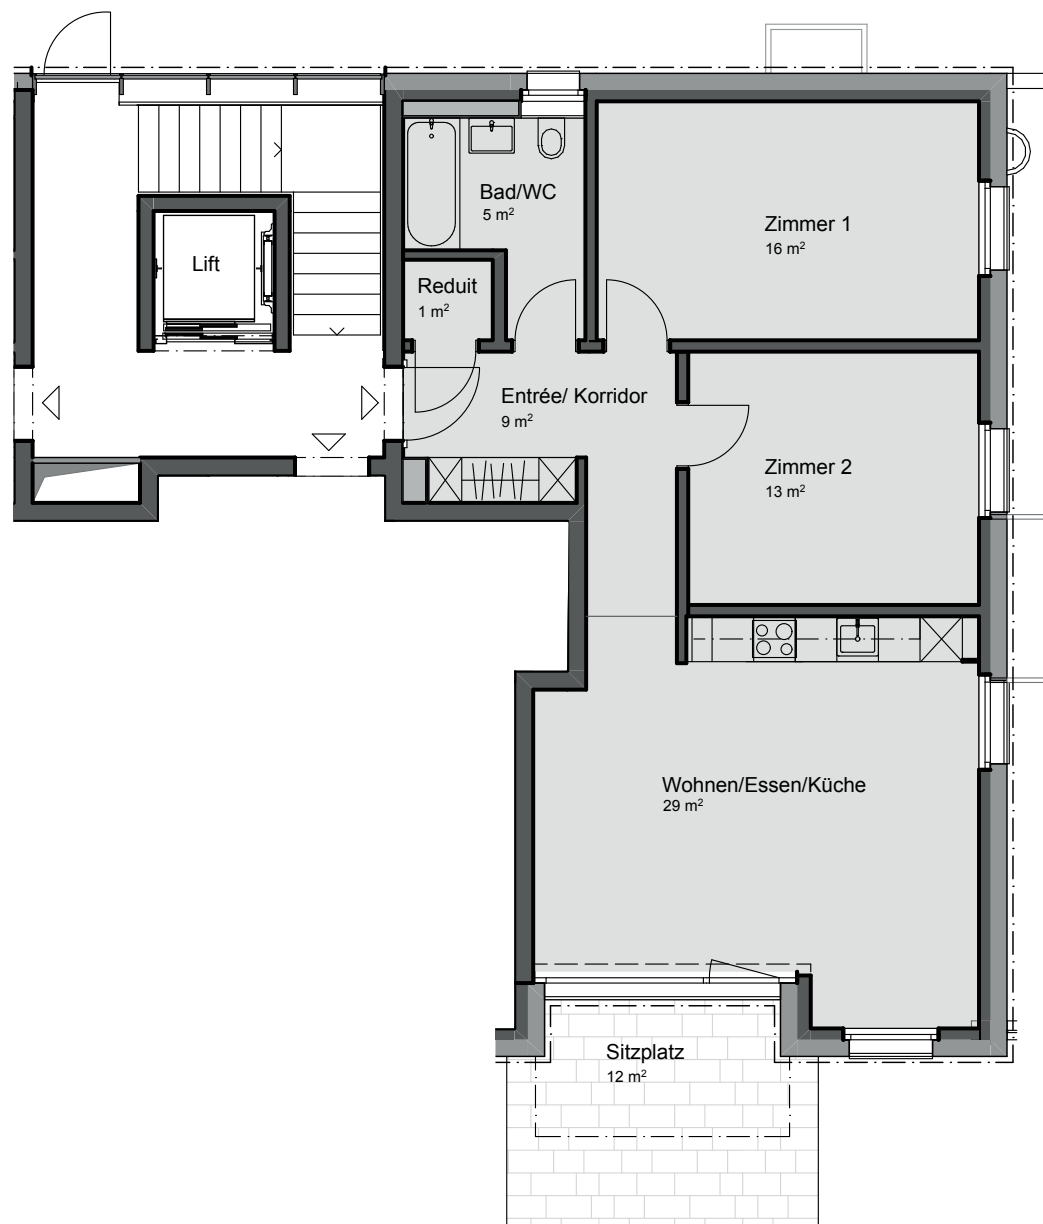 Bad/WC
5 m²
Zimmer 1
16 m²
Lift
Reduit
1 m²
Entrée/ Korridor
9 m²
Zimmer 2
13 m²
Wohnen/Essen/Küche
29 m²
Sitzplatz
12 m²